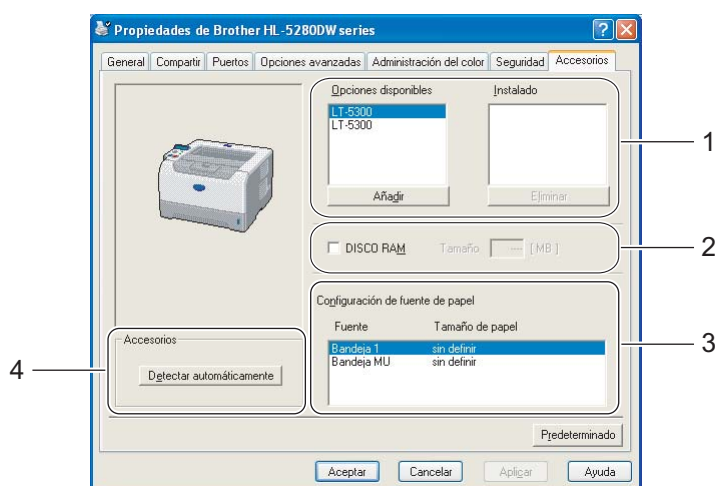 Propiedades de Brother HL-5280DW series
General Compartir Puertos Opciones avanzadas Administración del color Seguridad Accesorios
Opciones disponibles Instalado
LT-5300
LT-5300
1
Añadir Eliminar
DISCO RAM Tamaño --- [ MB ]
2
Configuración de fuente de papel
Fuente Tamaño de papel
Bandeja 1 sin definir
Bandeja MU sin definir
3
Accesorios
4
Detectar automáticamente
Predeterminado
Aceptar Cancelar Aplicar Ayuda